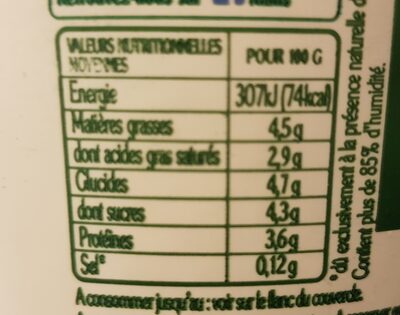 VALEURS NUTRITIONNELLES
MOYENNES
POUR 100 G
Energie 307kJ (74kcal)
Matières grasses 4,5g
dont acides gras saturés 2,9g
Glucides 4,7g
dont sucres 4,3g
Protéines 3,6g
Sel* 0,12g
A consommer jusqu'au : voir sur le flanc du couvercle
*dû exclusivement à la présence naturelle
Contient plus de 85% d'humidité.